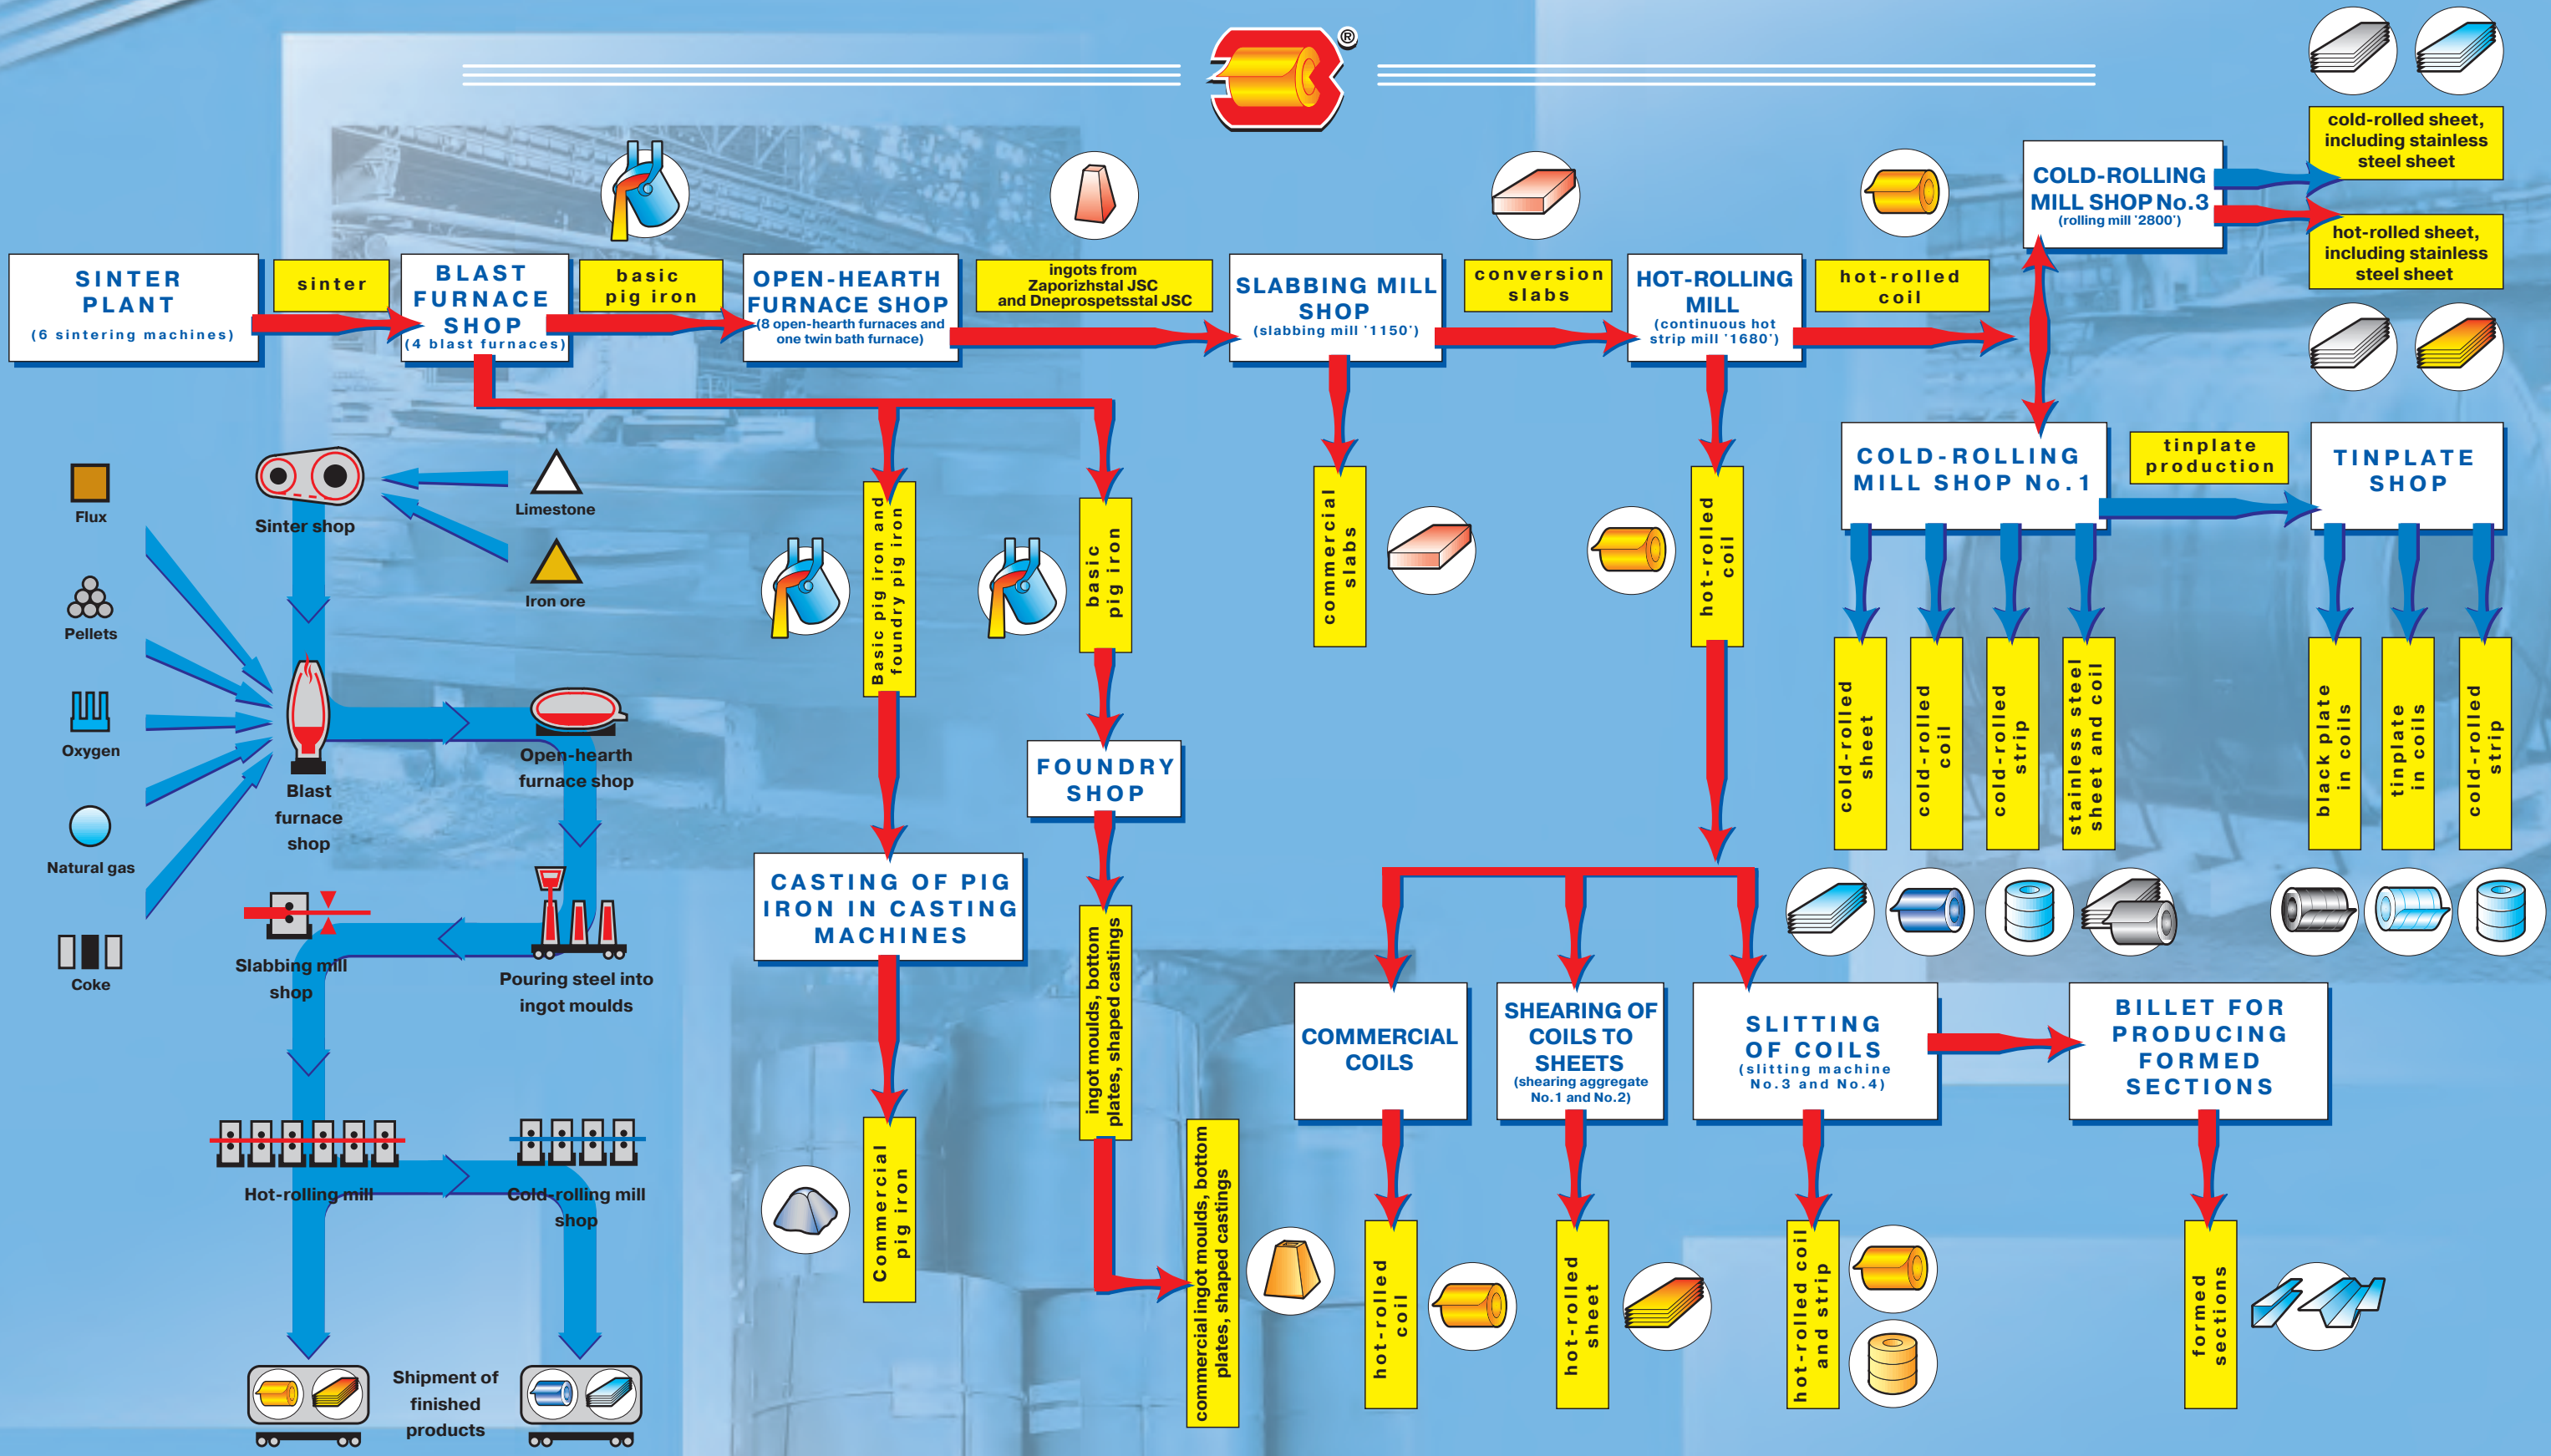 ®
cold-rolled sheet,
including stainless
steel sheet
COLD-ROLLING
MILL SHOP No.3
(rolling mill '2800')
hot-rolled sheet,
including stainless
steel sheet
SINTER
PLANT
(6 sintering machines)
sinter
BLAST
FURNACE
SHOP
(4 blast furnaces)
basic
pig iron
OPEN-HEARTH
FURNACE SHOP
(8 open-hearth furnaces and
one twin bath furnace)
ingots from
Zaporizhstal JSC
and Dneprospetsstal JSC
SLABBING MILL
SHOP
(slabbing mill '1150')
conversion
slabs
HOT-ROLLING
MILL
(continuous hot
strip mill '1680')
hot-rolled
coil
COLD-ROLLING
MILL SHOP No.1
tinplate
production
TINPLATE
SHOP
Flux
Pellets
Oxygen
Natural gas
Coke
Sinter shop
Limestone
Iron ore
Blast
furnace
shop
Open-hearth
furnace shop
Slabbing mill
shop
Pouring steel into
ingot moulds
Hot-rolling mill
Cold-rolling mill
shop
Shipment of
finished
products
Basic pig iron and
foundry pig iron
basic
pig iron
commercial
slabs
hot-rolled
coil
cold-rolled
sheet
cold-rolled
coil
cold-rolled
strip
stainless steel
sheet and coil
black plate
in coils
tinplate
in coils
cold-rolled
strip
FOUNDRY
SHOP
CASTING OF PIG
IRON IN CASTING
MACHINES
ingot moulds, bottom
plates, shaped castings
COMMERCIAL
COILS
SHEARING OF
COILS TO
SHEETS
(shearing aggregate
No.1 and No.2)
SLITTING
OF COILS
(slitting machine
No.3 and No.4)
BILLET FOR
PRODUCING
FORMED
SECTIONS
Commercial
pig iron
commercial ingot moulds, bottom
plates, shaped castings
hot-rolled
coil
hot-rolled
sheet
hot-rolled coil
and strip
formed
sections